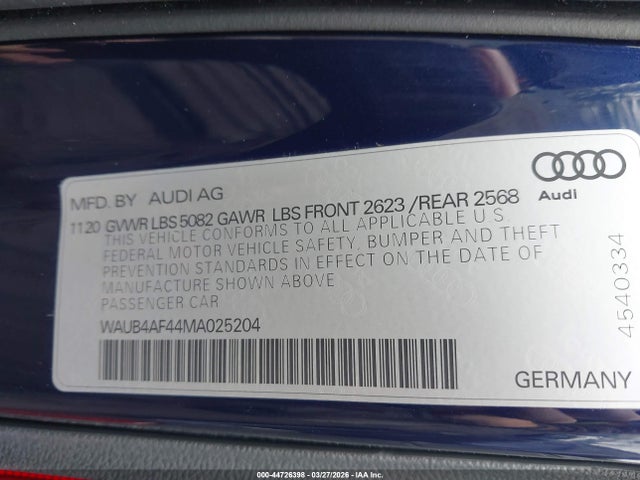 MFD. BY AUDI AG
1120 GVWR LBS 5082 GAWR LBS FRONT 2623 /REAR 2568
THIS VEHICLE CONFORMS TO ALL APPLICABLE U.S.
FEDERAL MOTOR VEHICLE SAFETY, BUMPER AND THEFT
PREVENTION STANDARDS IN EFFECT ON THE DATE OF
MANUFACTURE SHOWN ABOVE
PASSENGER CAR
WAUB4AF44MA025204
Audi
4540334
GERMANY
000-44726398 - 03/27/2026 - IAA Inc.